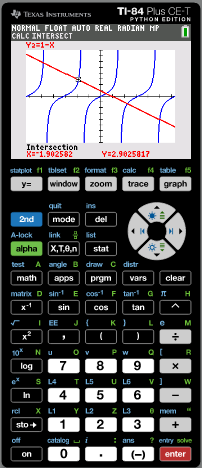 TEXAS INSTRUMENTS TI-84 Plus CE-T
PYTHON EDITION
NORMAL FLOAT AUTO REAL RADIAN MP
CALC INTERSECT
Y2=1-X
Intersection
X=-1.902582 Y=2.9025817
statplot f1 tblset f2 format f3 calc f4 table f5
y= window zoom trace graph
quit ins
2nd mode del
A-lock link list
alpha X,T,θ,n stat
test A angle B draw C distr
math apps prgm vars clear
matrix D sin⁻¹ E cos⁻¹ F tan⁻¹ G π H
x⁻¹ sin cos tan ^
√ I EE J { K } L e M
x² , ( ) ÷
10ˣ N u O v P w Q [ R
log 7 8 9 ×
eˣ S L4 T L5 U L6 V ] W
ln 4 5 6 −
rcl X L1 Y L2 Z L3 θ mem "
sto→ 1 2 3 +
off catalog ⎵ i : ans ? entry solve
on 0 . (−) enter